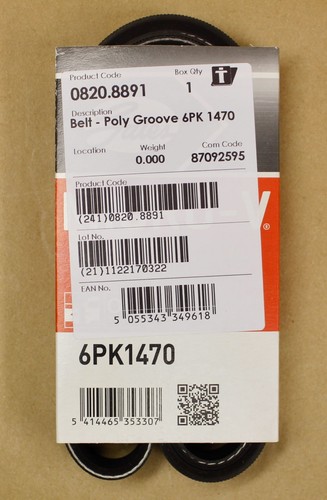 Product Code
Box Qty
0820.8891
1
Description
Belt - Poly Groove 6PK 1470
Location
Weight
Com Code
0.000
87092595
Product Code
(241)0820.8891
Lot No.
(21)1122170322
EAN No.
5 055343 349618
®
6PK1470
5 414465 353307